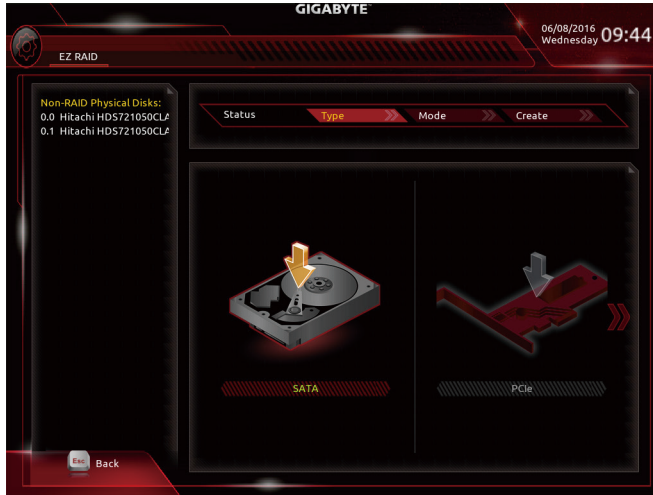 GIGABYTE™
06/08/2016
Wednesday 09:44
EZ RAID
Non-RAID Physical Disks:
0.0 Hitachi HDS721050CLA
0.1 Hitachi HDS721050CLA
Status Type Mode Create
SATA
PCIe
Esc Back